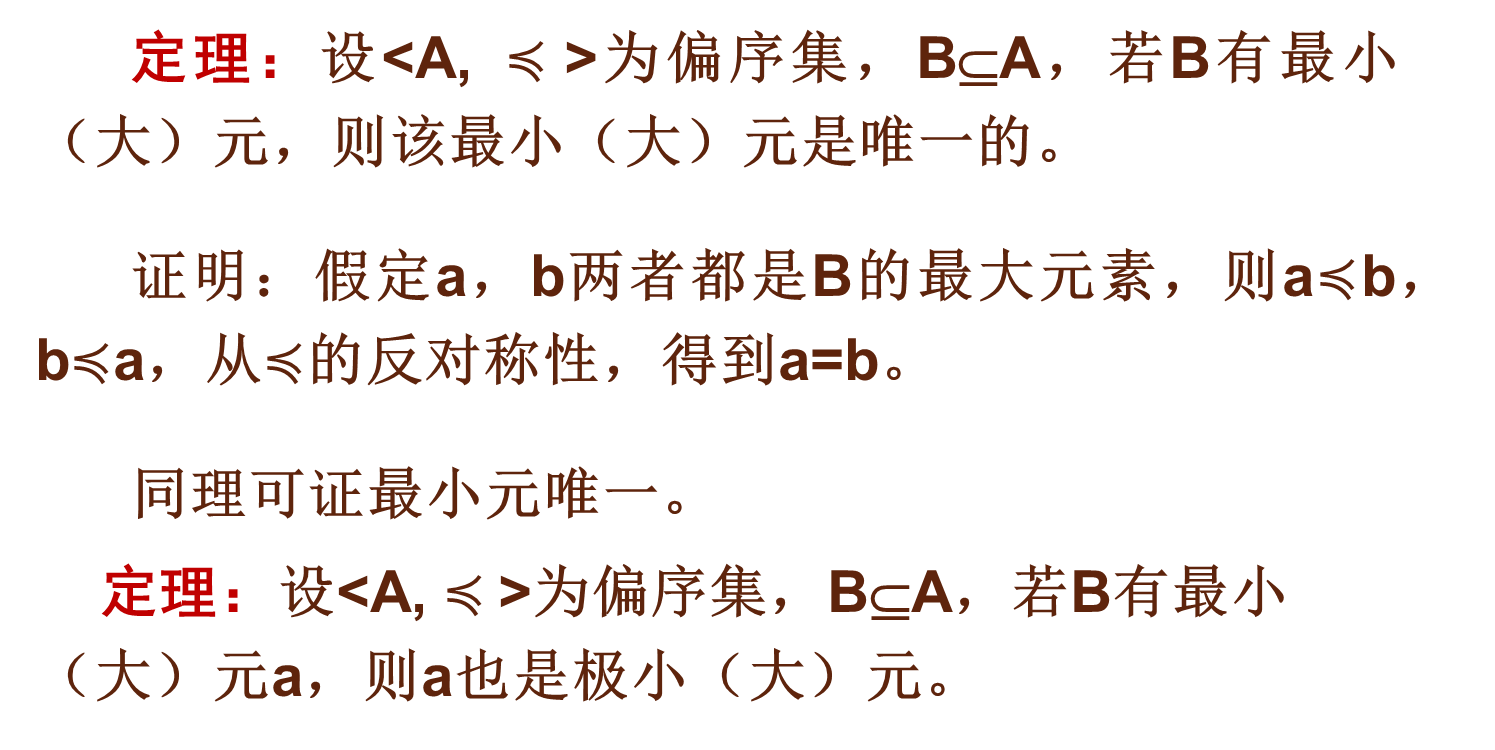 定理：设<A, ≼ >为偏序集，B⊆A，若B有最小
（大）元，则该最小（大）元是唯一的。
证明：假定a，b两者都是B的最大元素，则a≼b，
b≼a，从≼的反对称性，得到a=b。
同理可证最小元唯一。
定理：设<A, ≼ >为偏序集，B⊆A，若B有最小
（大）元a，则a也是极小（大）元。